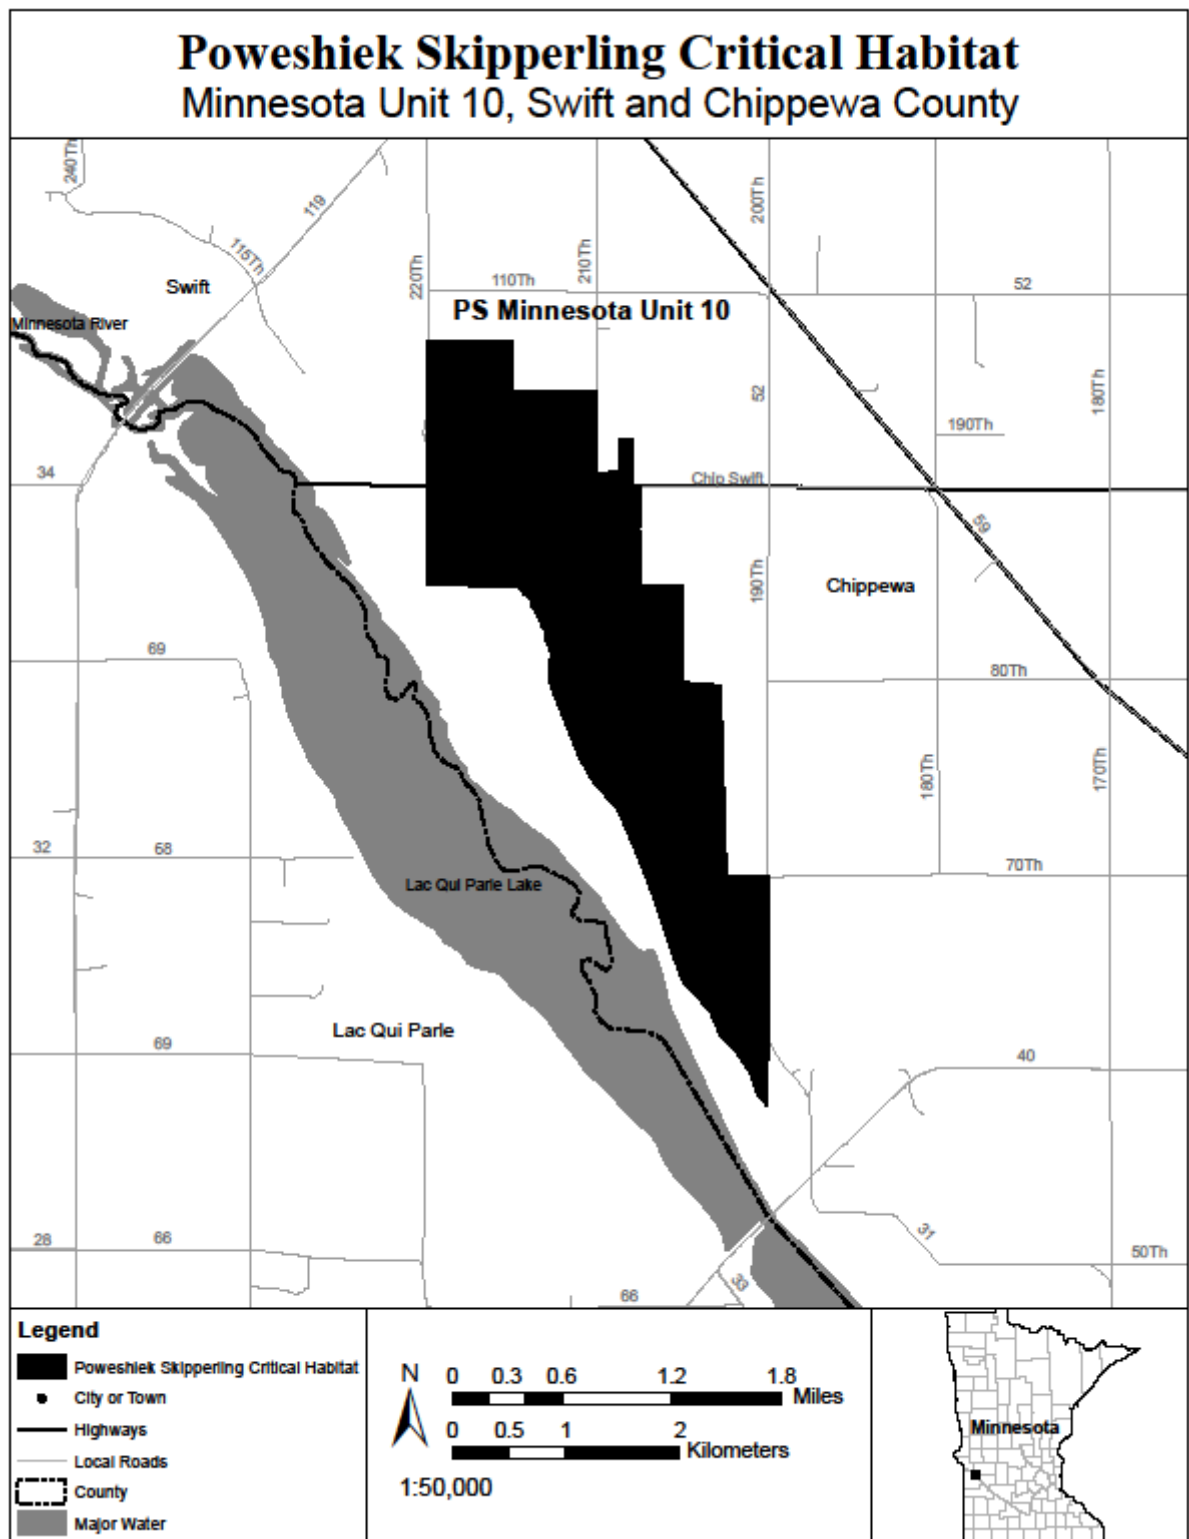 Poweshiek Skipperling Critical Habitat
Minnesota Unit 10, Swift and Chippewa County
240Th
119
115Th
Swift
220Th
110Th
210Th
200Th
52
PS Minnesota Unit 10
Minnesota River
52
180Th
190Th
34
Chip Swift
59
190Th
Chippewa
69
80Th
180Th
170Th
32
68
70Th
Lac Qui Parle Lake
Lac Qui Parle
69
40
31
28
66
50Th
33
66
Legend
Poweshiek Skipperling Critical Habitat
City or Town
Highways
Local Roads
County
Major Water
N
0 0.3 0.6 1.2 1.8
Miles
0 0.5 1 2
Kilometers
1:50,000
Minnesota